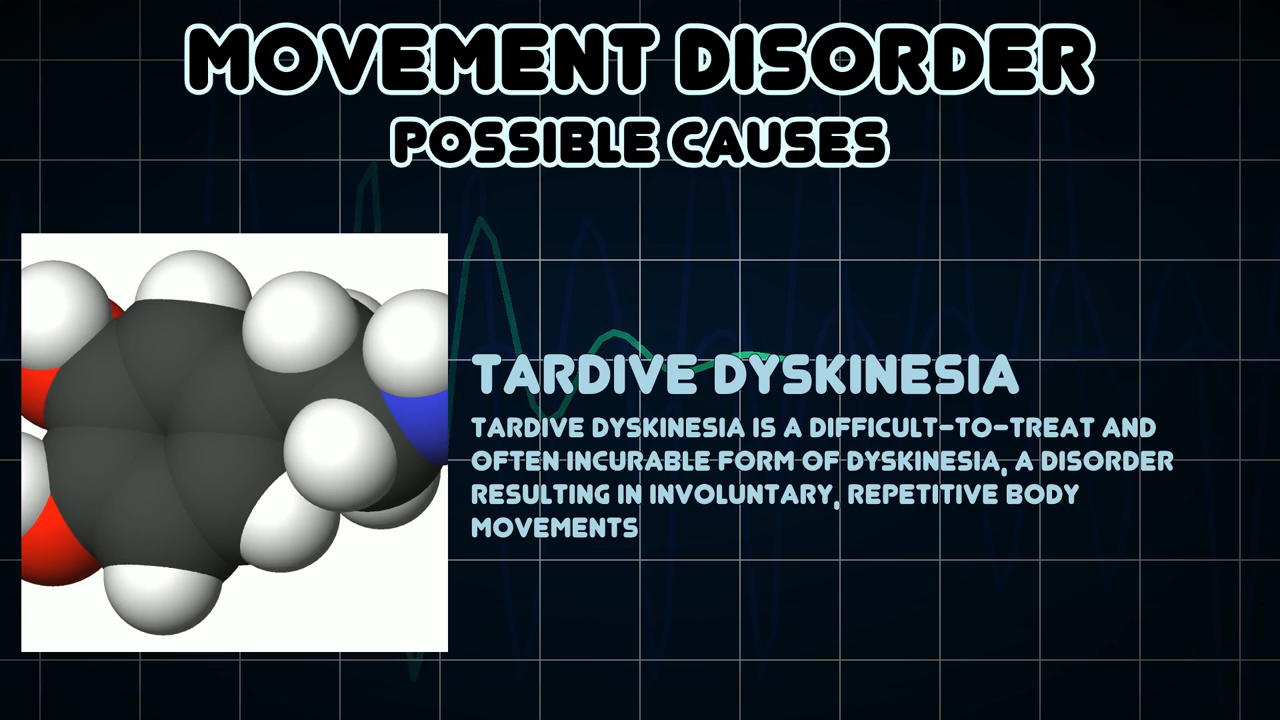 MOVEMENT DISORDER
POSSIBLE CAUSES
TARDIVE DYSKINESIA
TARDIVE DYSKINESIA IS A DIFFICULT-TO-TREAT AND
OFTEN INCURABLE FORM OF DYSKINESIA, A DISORDER
RESULTING IN INVOLUNTARY, REPETITIVE BODY
MOVEMENTS